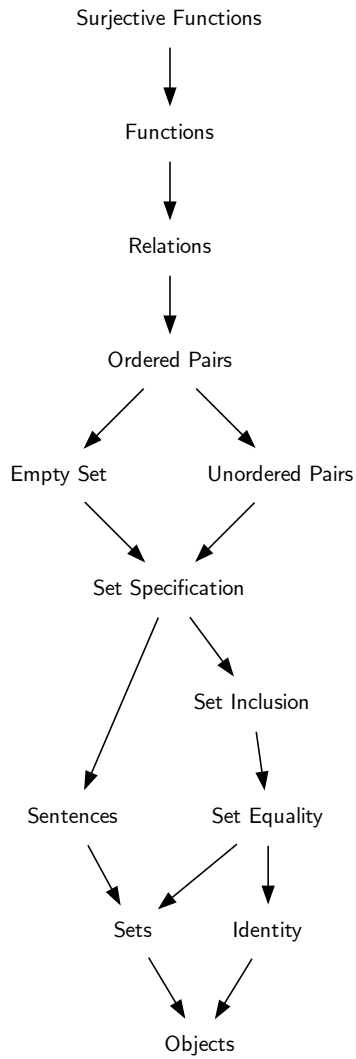 Surjective Functions
Functions
Relations
Ordered Pairs
Empty Set
Unordered Pairs
Set Specification
Set Inclusion
Sentences
Set Equality
Sets
Identity
Objects